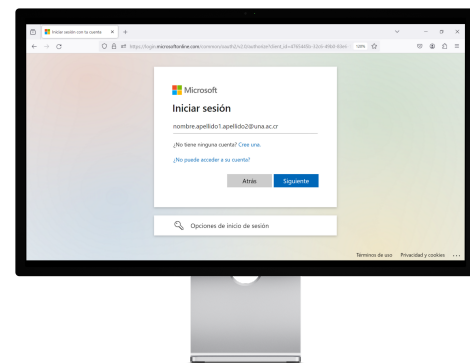 Iniciar sesión con tu cuenta
Microsoft
Iniciar sesión
nombre.apellido1.apellido2@una.ac.cr
¿No tiene ninguna cuenta? Cree una.
¿No puede acceder a su cuenta?
Atrás Siguiente
Opciones de inicio de sesión
Términos de uso Privacidad y cookies ...